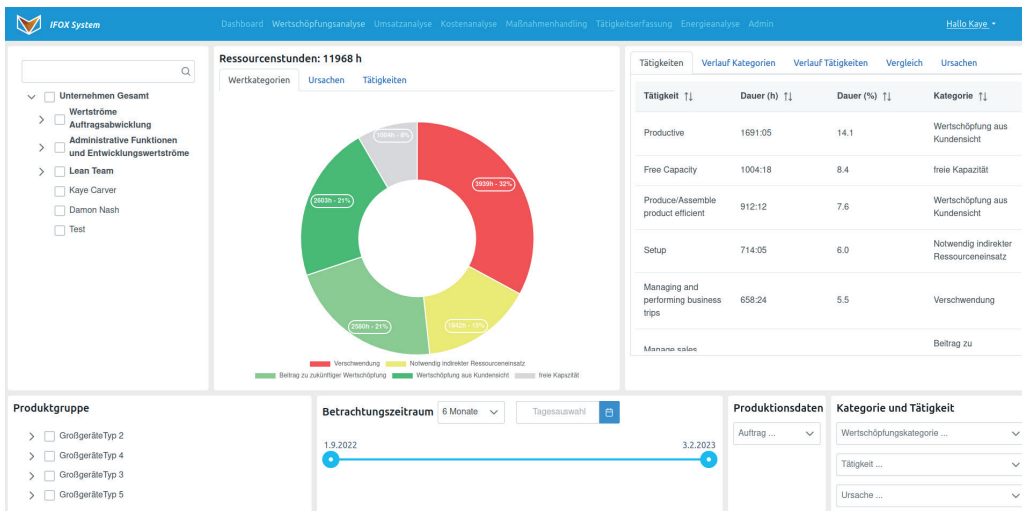 IFOX System
Dashboard Wertschöpfungsanalyse Umsatzanalyse Kostenanalyse Maßnahmenhandling Tätigkeitserfassung Energieanalyse Admin
Hallo Kaye
Unternehmen Gesamt
Wertströme
Auftragsabwicklung
Administrative Funktionen
und Entwicklungswertströme
Lean Team
Kaye Carver
Damon Nash
Test
Ressourcenstunden: 11968 h
Wertkategorien Ursachen Tätigkeiten
1004h - 8%
3939h - 32%
2603h - 21%
2580h - 21%
Verschwendung Notwendig indirekter Ressourceneinsatz
Beitrag zu zukünftiger Wertschöpfung Wertschöpfung aus Kundensicht freie Kapazität
Tätigkeiten Verlauf Kategorien Verlauf Tätigkeiten Vergleich Ursachen
Tätigkeit Dauer (h) Dauer (%) Kategorie
Productive 1691:05 14.1 Wertschöpfung aus
Kundensicht
Free Capacity 1004:18 8.4 freie Kapazität
Produce/Assemble
product efficient 912:12 7.6 Wertschöpfung aus
Kundensicht
Setup 714:05 6.0 Notwendig indirekter
Ressourceneinsatz
Managing and
performing business
trips 658:24 5.5 Verschwendung
Manage sales Beitrag zu
Produktgruppe
GroßgeräteTyp 2
GroßgeräteTyp 4
GroßgeräteTyp 3
GroßgeräteTyp 5
Betrachtungszeitraum 6 Monate Tagesauswahl
1.9.2022 3.2.2023
Produktionsdaten
Auftrag ...
Kategorie und Tätigkeit
Wertschöpfungskategorie ...
Tätigkeit ...
Ursache ...